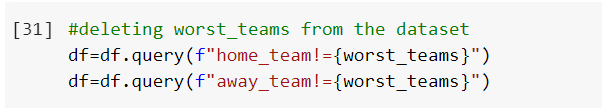 [31] #deleting worst_teams from the dataset
df=df.query(f"home_team!={worst_teams}")
df=df.query(f"away_team!={worst_teams}")